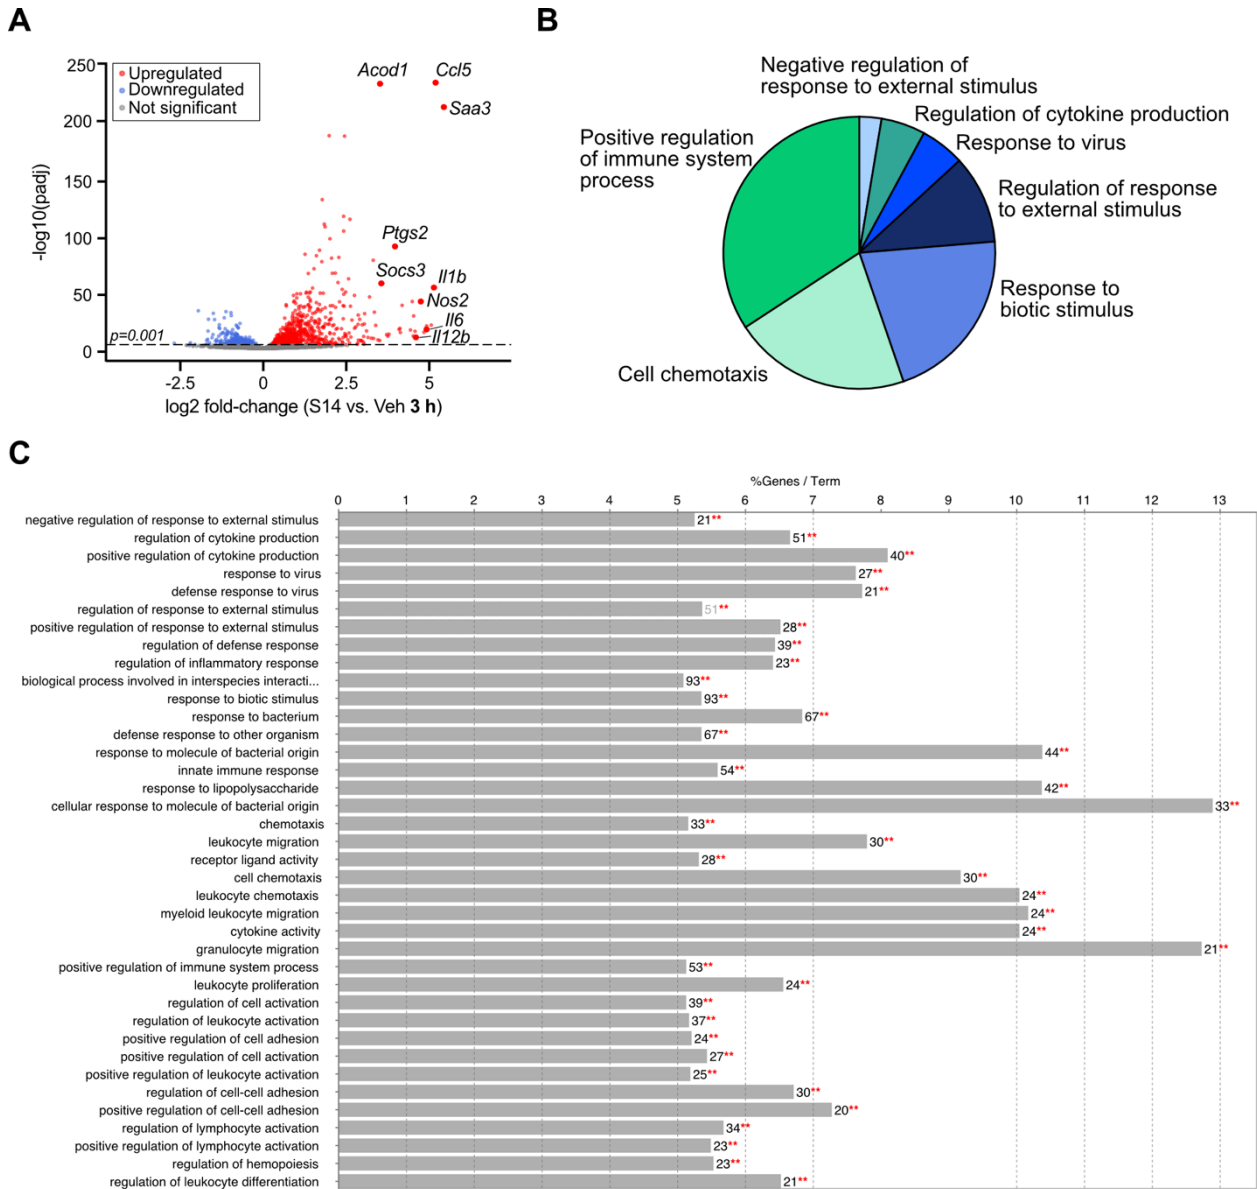 A
250
200
150
100
50
0
-log10(padj)
Upregulated
Downregulated
Not significant
Acod1
Ccl5
Saa3
Ptgs2
Socs3
Il1b
Nos2
Il6
Il12b
p=0.001
-2.5 0 2.5 5
log2 fold-change (S14 vs. Veh 3 h)
B
Negative regulation of
response to external stimulus
Regulation of cytokine production
Response to virus
Regulation of response
to external stimulus
Response to
biotic stimulus
Cell chemotaxis
Positive regulation
of immune system
process
C
%Genes / Term
0 1 2 3 4 5 6 7 8 9 10 11 12 13
negative regulation of response to external stimulus 21**
regulation of cytokine production 51**
positive regulation of cytokine production 40**
response to virus 27**
defense response to virus 21**
regulation of response to external stimulus 51**
positive regulation of response to external stimulus 28**
regulation of defense response 39**
regulation of inflammatory response 23**
biological process involved in interspecies interacti... 93**
response to biotic stimulus 93**
response to bacterium 67**
defense response to other organism 67**
response to molecule of bacterial origin 44**
innate immune response 54**
response to lipopolysaccharide 42**
cellular response to molecule of bacterial origin 33**
chemotaxis 33**
leukocyte migration 30**
receptor ligand activity 28**
cell chemotaxis 30**
leukocyte chemotaxis 24**
myeloid leukocyte migration 24**
cytokine activity 24**
granulocyte migration 21**
positive regulation of immune system process 53**
leukocyte proliferation 24**
regulation of cell activation 39**
regulation of leukocyte activation 37**
positive regulation of cell adhesion 24**
positive regulation of cell activation 27**
positive regulation of leukocyte activation 25**
regulation of cell-cell adhesion 30**
positive regulation of cell-cell adhesion 20**
regulation of lymphocyte activation 34**
positive regulation of lymphocyte activation 23**
regulation of hemopoiesis 23**
regulation of leukocyte differentiation 21**